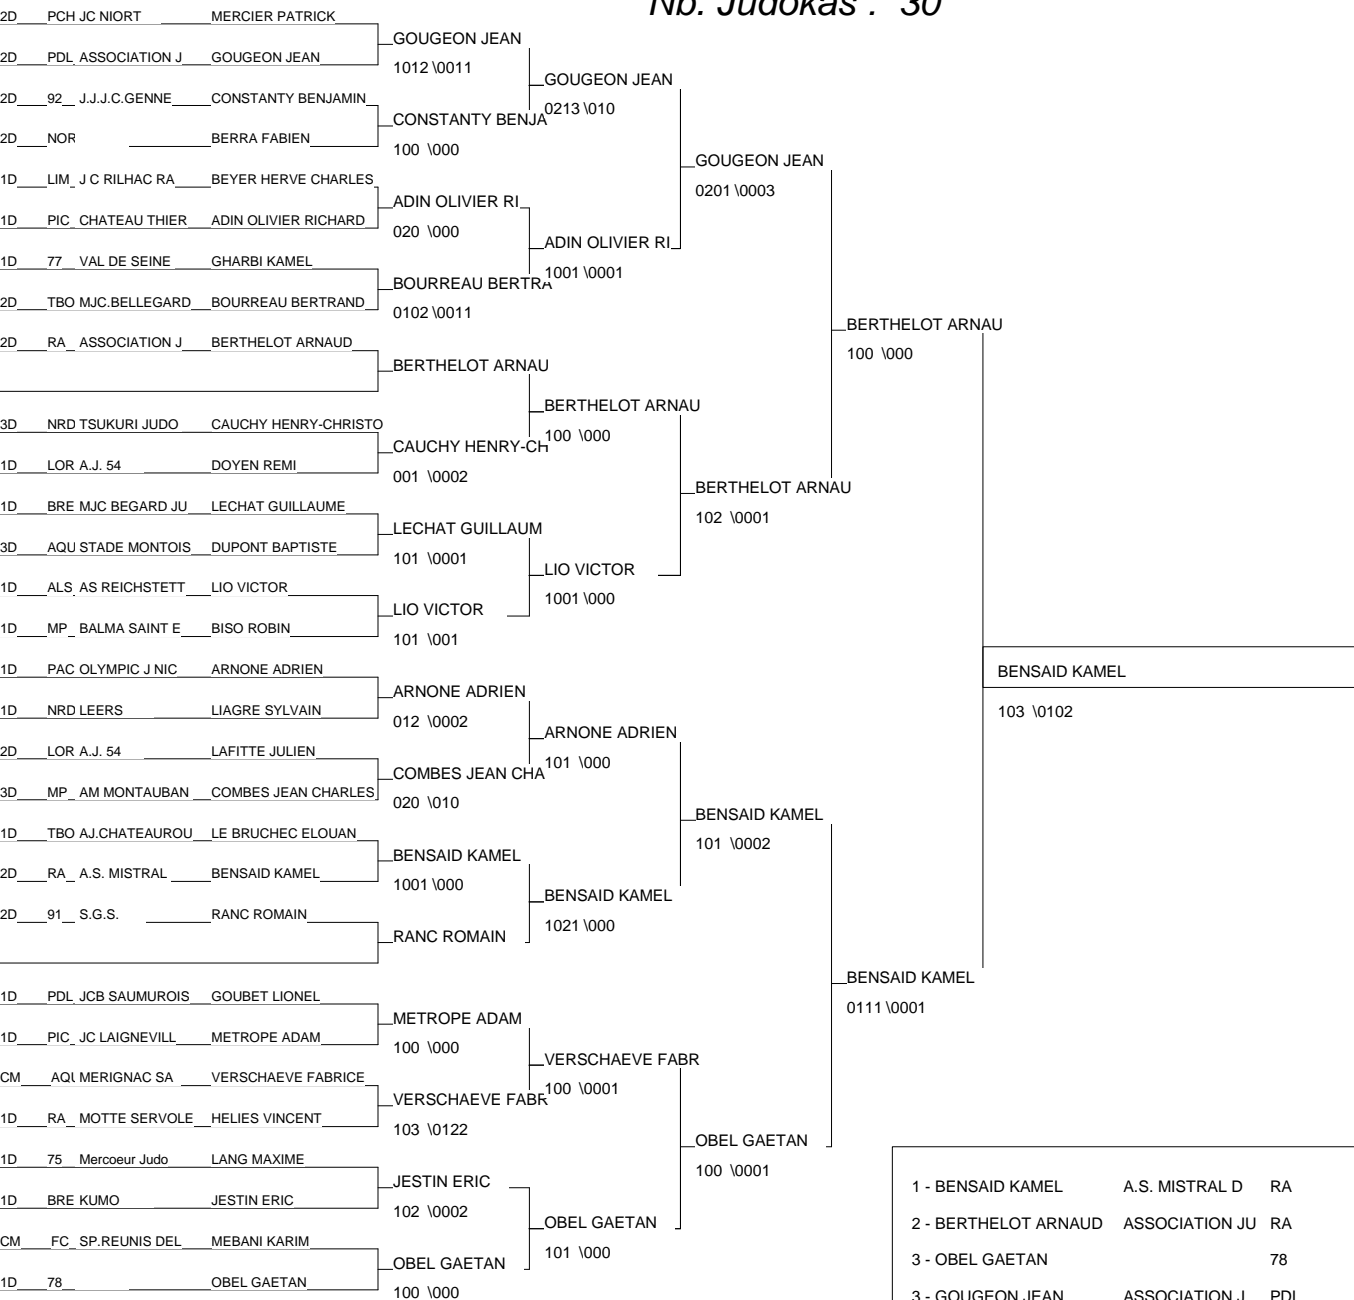 Nb. Judokas : 30
2D PCH JC NIORT MERCIER PATRICK
GOUGEON JEAN
2D PDL ASSOCIATION J GOUGEON JEAN
1012 \0011
GOUGEON JEAN
2D 92 J.J.J.C.GENNE CONSTANTY BENJAMIN
0213 \010
CONSTANTY BENJA
2D NOR BERRA FABIEN
100 \000
GOUGEON JEAN
1D LIM J C RILHAC RA BEYER HERVE CHARLES
0201 \0003
ADIN OLIVIER RI
1D PIC CHATEAU THIER ADIN OLIVIER RICHARD
020 \000
ADIN OLIVIER RI
1D 77 VAL DE SEINE GHARBI KAMEL
1001 \0001
BOURREAU BERTRA
2D TBO MJC.BELLEGARD BOURREAU BERTRAND
0102 \0011
BERTHELOT ARNAU
2D RA ASSOCIATION J BERTHELOT ARNAUD
100 \000
BERTHELOT ARNAU
BERTHELOT ARNAU
3D NRD TSUKURI JUDO CAUCHY HENRY-CHRISTO
100 \000
CAUCHY HENRY-CH
1D LOR A.J. 54 DOYEN REMI
001 \0002
BERTHELOT ARNAU
1D BRE MJC BEGARD JU LECHAT GUILLAUME
102 \0001
LECHAT GUILLAUM
3D AQU STADE MONTOIS DUPONT BAPTISTE
101 \0001
LIO VICTOR
1D ALS AS REICHSTETT LIO VICTOR
1001 \000
LIO VICTOR
1D MP BALMA SAINT E BISO ROBIN
101 \001
1D PAC OLYMPIC J NIC ARNONE ADRIEN
BENSAID KAMEL
ARNONE ADRIEN
1D NRD LEERS LIAGRE SYLVAIN
103 \0102
012 \0002
ARNONE ADRIEN
2D LOR A.J. 54 LAFITTE JULIEN
101 \000
COMBES JEAN CHA
3D MP AM MONTAUBAN COMBES JEAN CHARLES
020 \010
BENSAID KAMEL
1D TBO AJ.CHATEAUROU LE BRUCHEC ELOUAN
101 \0002
BENSAID KAMEL
2D RA A.S. MISTRAL BENSAID KAMEL
1001 \000
BENSAID KAMEL
2D 91 S.G.S. RANC ROMAIN
1021 \000
RANC ROMAIN
BENSAID KAMEL
1D PDL JCB SAUMUROIS GOUBET LIONEL
0111 \0001
METROPE ADAM
1D PIC JC LAIGNEVILL METROPE ADAM
100 \000
VERSCHAEVE FABR
CM AQU MERIGNAC SA VERSCHAEVE FABRICE
100 \0001
VERSCHAEVE FABR
1D RA MOTTE SERVOLE HELIES VINCENT
103 \0122
OBEL GAETAN
1D 75 Mercoeur Judo LANG MAXIME
100 \0001
JESTIN ERIC
1D BRE KUMO JESTIN ERIC
102 \0002
OBEL GAETAN
CM FC SP.REUNIS DEL MEBANI KARIM
101 \000
OBEL GAETAN
1D 78 OBEL GAETAN
100 \000
1 - BENSAID KAMEL A.S. MISTRAL D RA
2 - BERTHELOT ARNAUD ASSOCIATION JU RA
3 - OBEL GAETAN 78
3 - GOUGEON JEAN ASSOCIATION J PDL